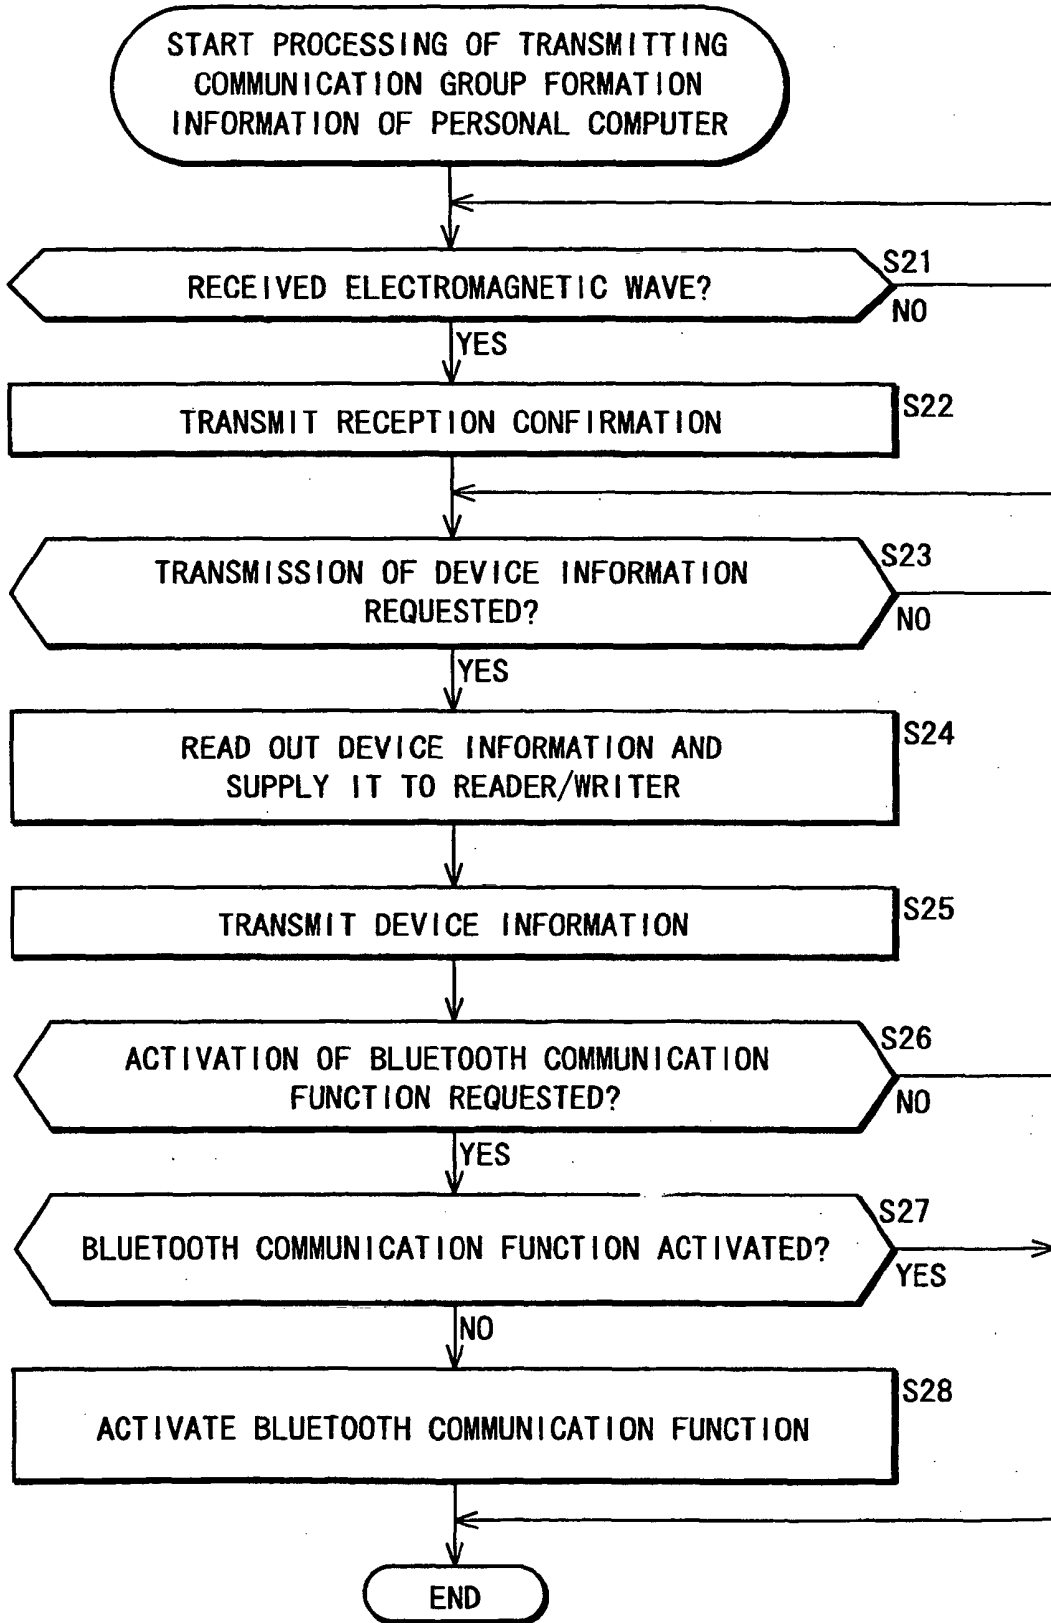 START PROCESSING OF TRANSMITTING
COMMUNICATION GROUP FORMATION
INFORMATION OF PERSONAL COMPUTER
RECEIVED ELECTROMAGNETIC WAVE?
S21
NO
YES
TRANSMIT RECEPTION CONFIRMATION
S22
TRANSMISSION OF DEVICE INFORMATION
REQUESTED?
S23
NO
YES
READ OUT DEVICE INFORMATION AND
SUPPLY IT TO READER/WRITER
S24
TRANSMIT DEVICE INFORMATION
S25
ACTIVATION OF BLUETOOTH COMMUNICATION
FUNCTION REQUESTED?
S26
NO
YES
BLUETOOTH COMMUNICATION FUNCTION ACTIVATED?
S27
YES
NO
ACTIVATE BLUETOOTH COMMUNICATION FUNCTION
S28
END